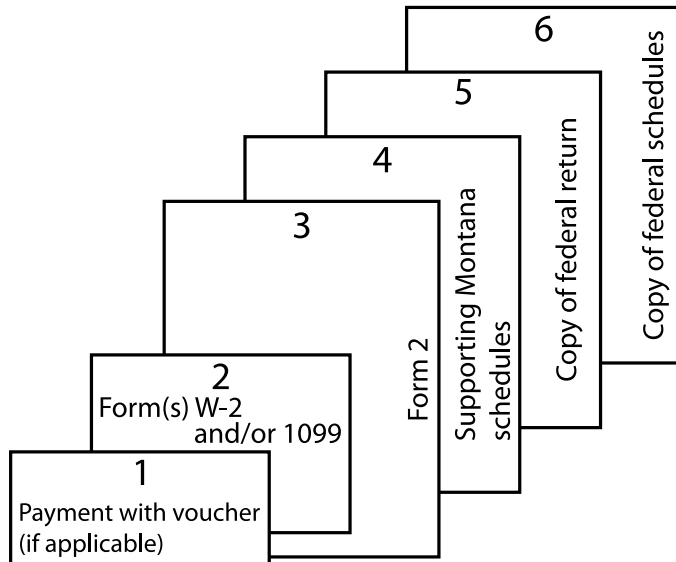 6
Copy of federal schedules
5
Copy of federal return
4
Supporting Montana
schedules
3
Form 2
2
Form(s) W-2
and/or 1099
1
Payment with voucher
(if applicable)